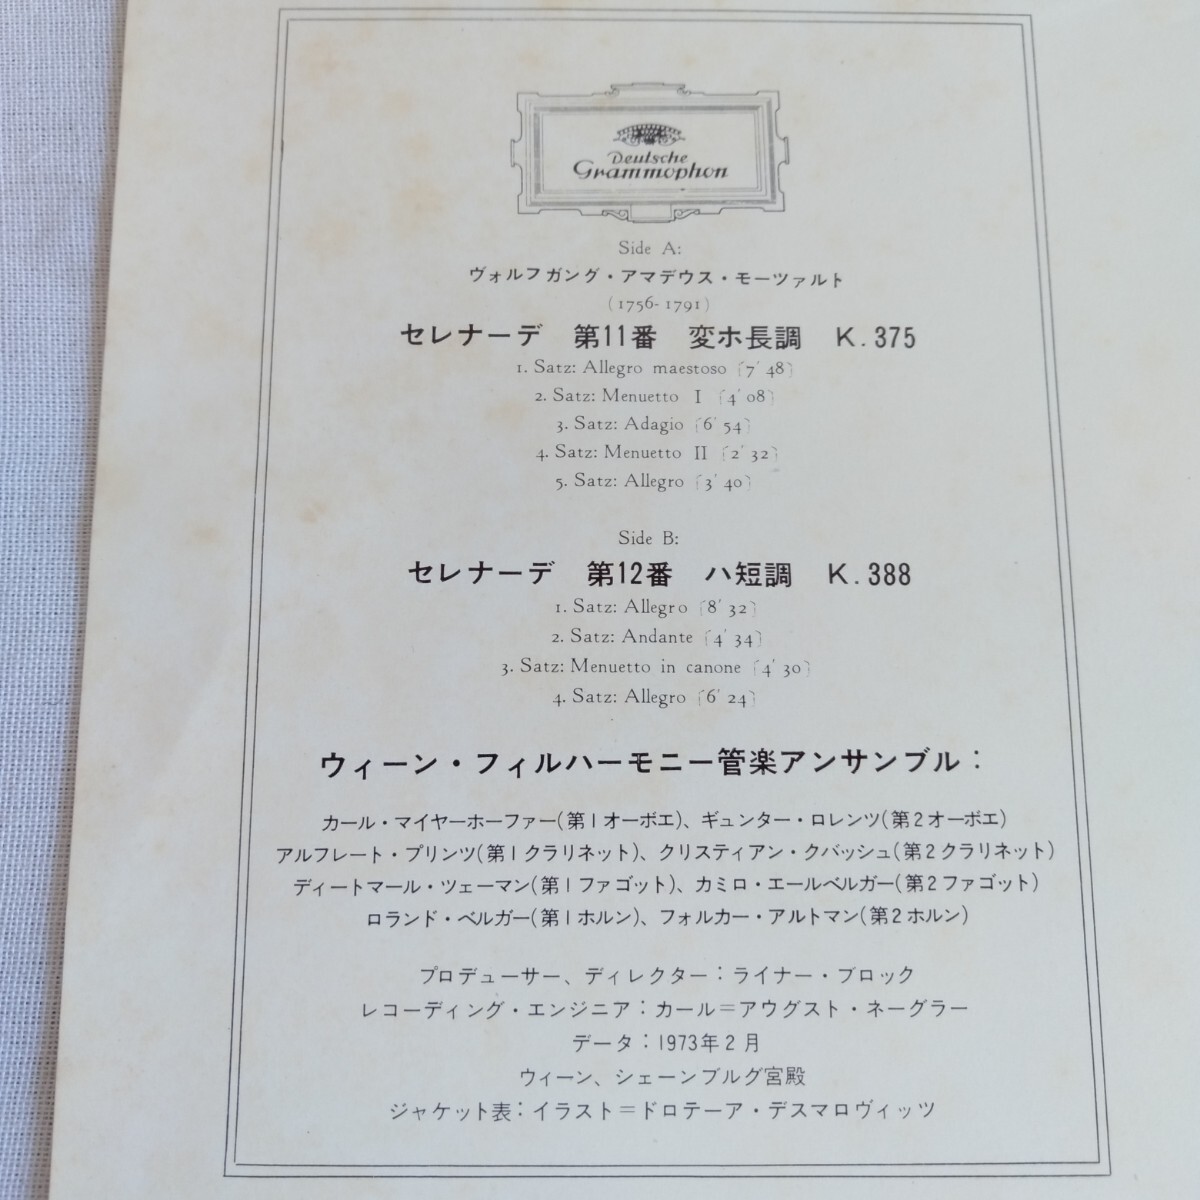 Deutsche
Grammophon
Side A:
ヴォルフガング・アマデウス・モーツァルト
(1756-1791)
セレナーデ 第11番 変ホ長調 K.375
1. Satz: Allegro maestoso〔7′48〕
2. Satz: Menuetto I〔4′08〕
3. Satz: Adagio〔6′54〕
4. Satz: Menuetto II〔2′32〕
5. Satz: Allegro〔3′40〕
Side B:
セレナーデ 第12番 ハ短調 K.388
1. Satz: Allegro〔8′32〕
2. Satz: Andante〔4′34〕
3. Satz: Menuetto in canone〔4′30〕
4. Satz: Allegro〔6′24〕
ウィーン・フィルハーモニー管楽アンサンブル：
カール・マイヤーホーファー(第1オーボエ)、ギュンター・ロレンツ(第2オーボエ)
アルフレート・プリンツ(第1クラリネット)、クリスティアン・クバッシュ(第2クラリネット)
ディートマール・ツェーマン(第1ファゴット)、カミロ・エールベルガー(第2ファゴット)
ロランド・ベルガー(第1ホルン)、フォルカー・アルトマン(第2ホルン)
プロデューサー、ディレクター：ライナー・ブロック
レコーディング・エンジニア：カール＝アウグスト・ネーグラー
データ：1973年2月
ウィーン、シェーンブルグ宮殿
ジャケット表：イラスト＝ドロテーア・デスマロヴィッツ